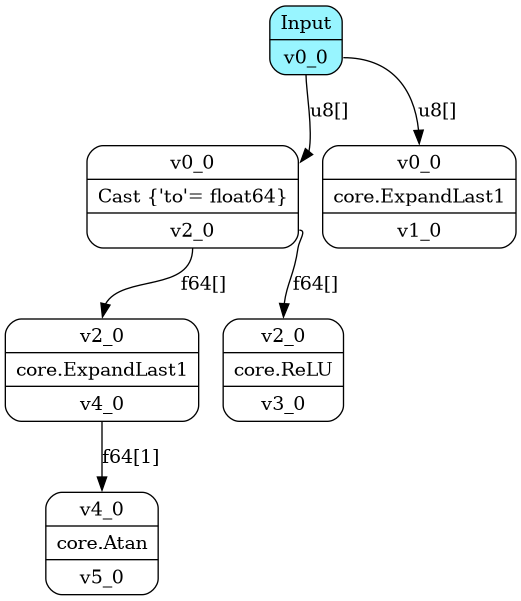 Input
v0_0
u8[]
u8[]
v0_0
Cast {'to'= float64}
v2_0
v0_0
core.ExpandLast1
v1_0
f64[]
f64[]
v2_0
core.ExpandLast1
v4_0
v2_0
core.ReLU
v3_0
f64[1]
v4_0
core.Atan
v5_0